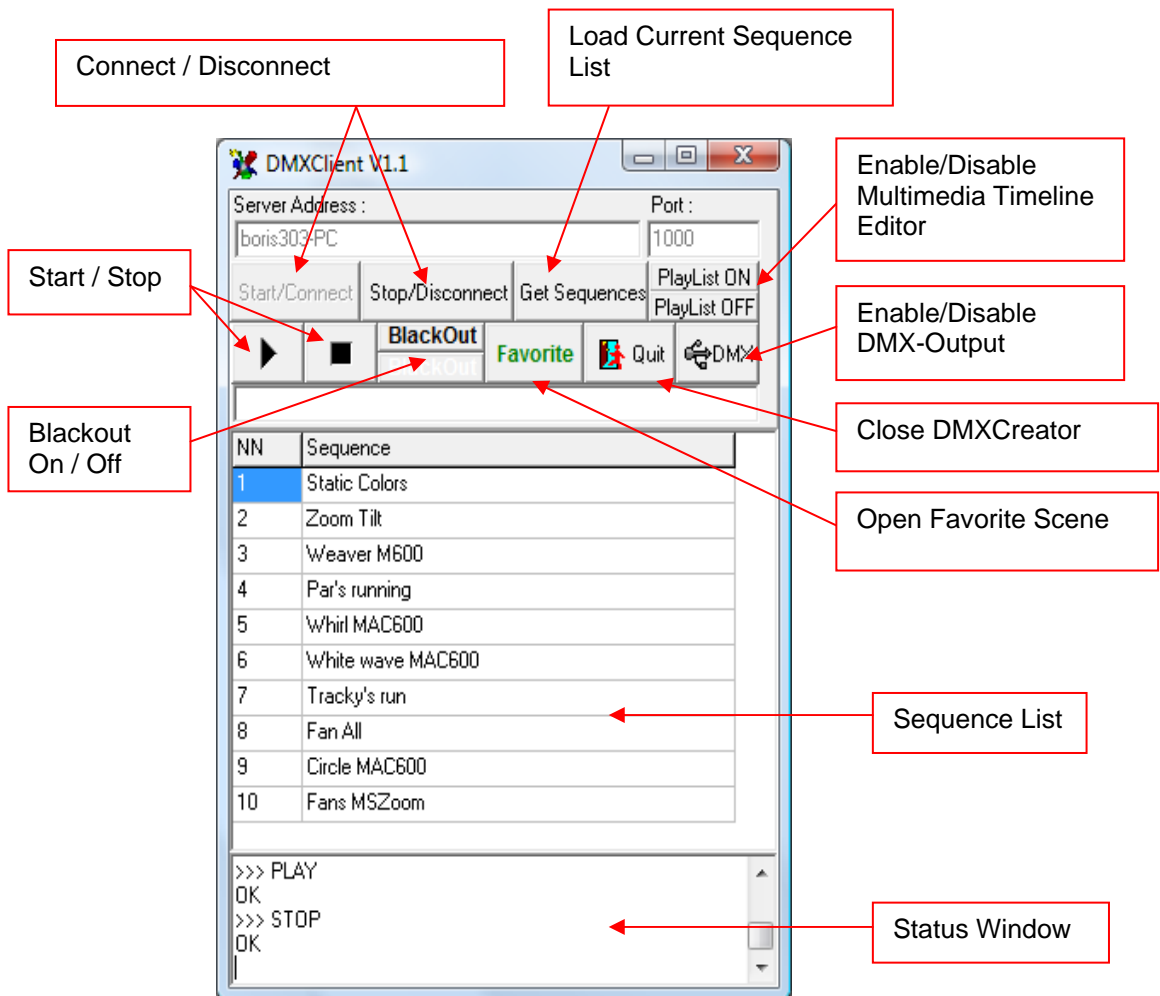 Load Current Sequence
List
Connect / Disconnect
DMXClient V1.1
Enable/Disable
Multimedia Timeline
Editor
Server Address :
Port :
boris303-PC
1000
Start / Stop
Start/Connect
Stop/Disconnect
Get Sequences
PlayList ON
PlayList OFF
Enable/Disable
DMX-Output
BlackOut
BlackOut
Favorite
Quit
DMX
Blackout
On / Off
Close DMXCreator
NN
Sequence
1
Static Colors
2
Zoom Tilt
Open Favorite Scene
3
Weaver M600
4
Par's running
5
Whirl MAC600
6
White wave MAC600
7
Tracky's run
Sequence List
8
Fan All
9
Circle MAC600
10
Fans MSZoom
>>> PLAY
OK
>>> STOP
OK
Status Window